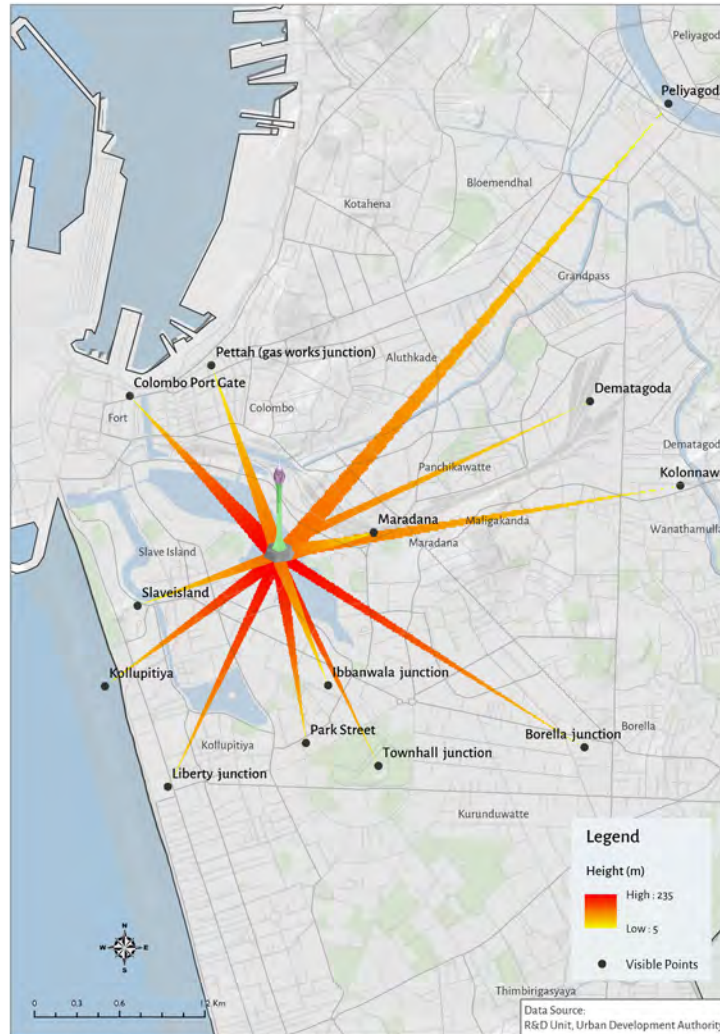 Peliyagod
Peliyagod
Bloemendhal
Kotahena
Grandpass
Pettah (gas works junction)
Aluthkade
Colombo Port Gate
Dematagoda
Colombo
Fort
Dematagod
Panchikawatte
Kolonnaw
Maradana
Maligakanda
Wanathamulla
Maradana
Slave Island
Slaveisland
Ibbanwala junction
Kollupitiya
Park Street
Borella
Borella junction
Kollupitiya
Townhall junction
Liberty junction
Kurunduwatte
Legend
Height (m)
High : 235
Low : 5
Visible Points
N
W
E
S
Thimbirigasyaya
0
0.6
1.2 Km
Data Source:
R&D Unit, Urban Development Authorit